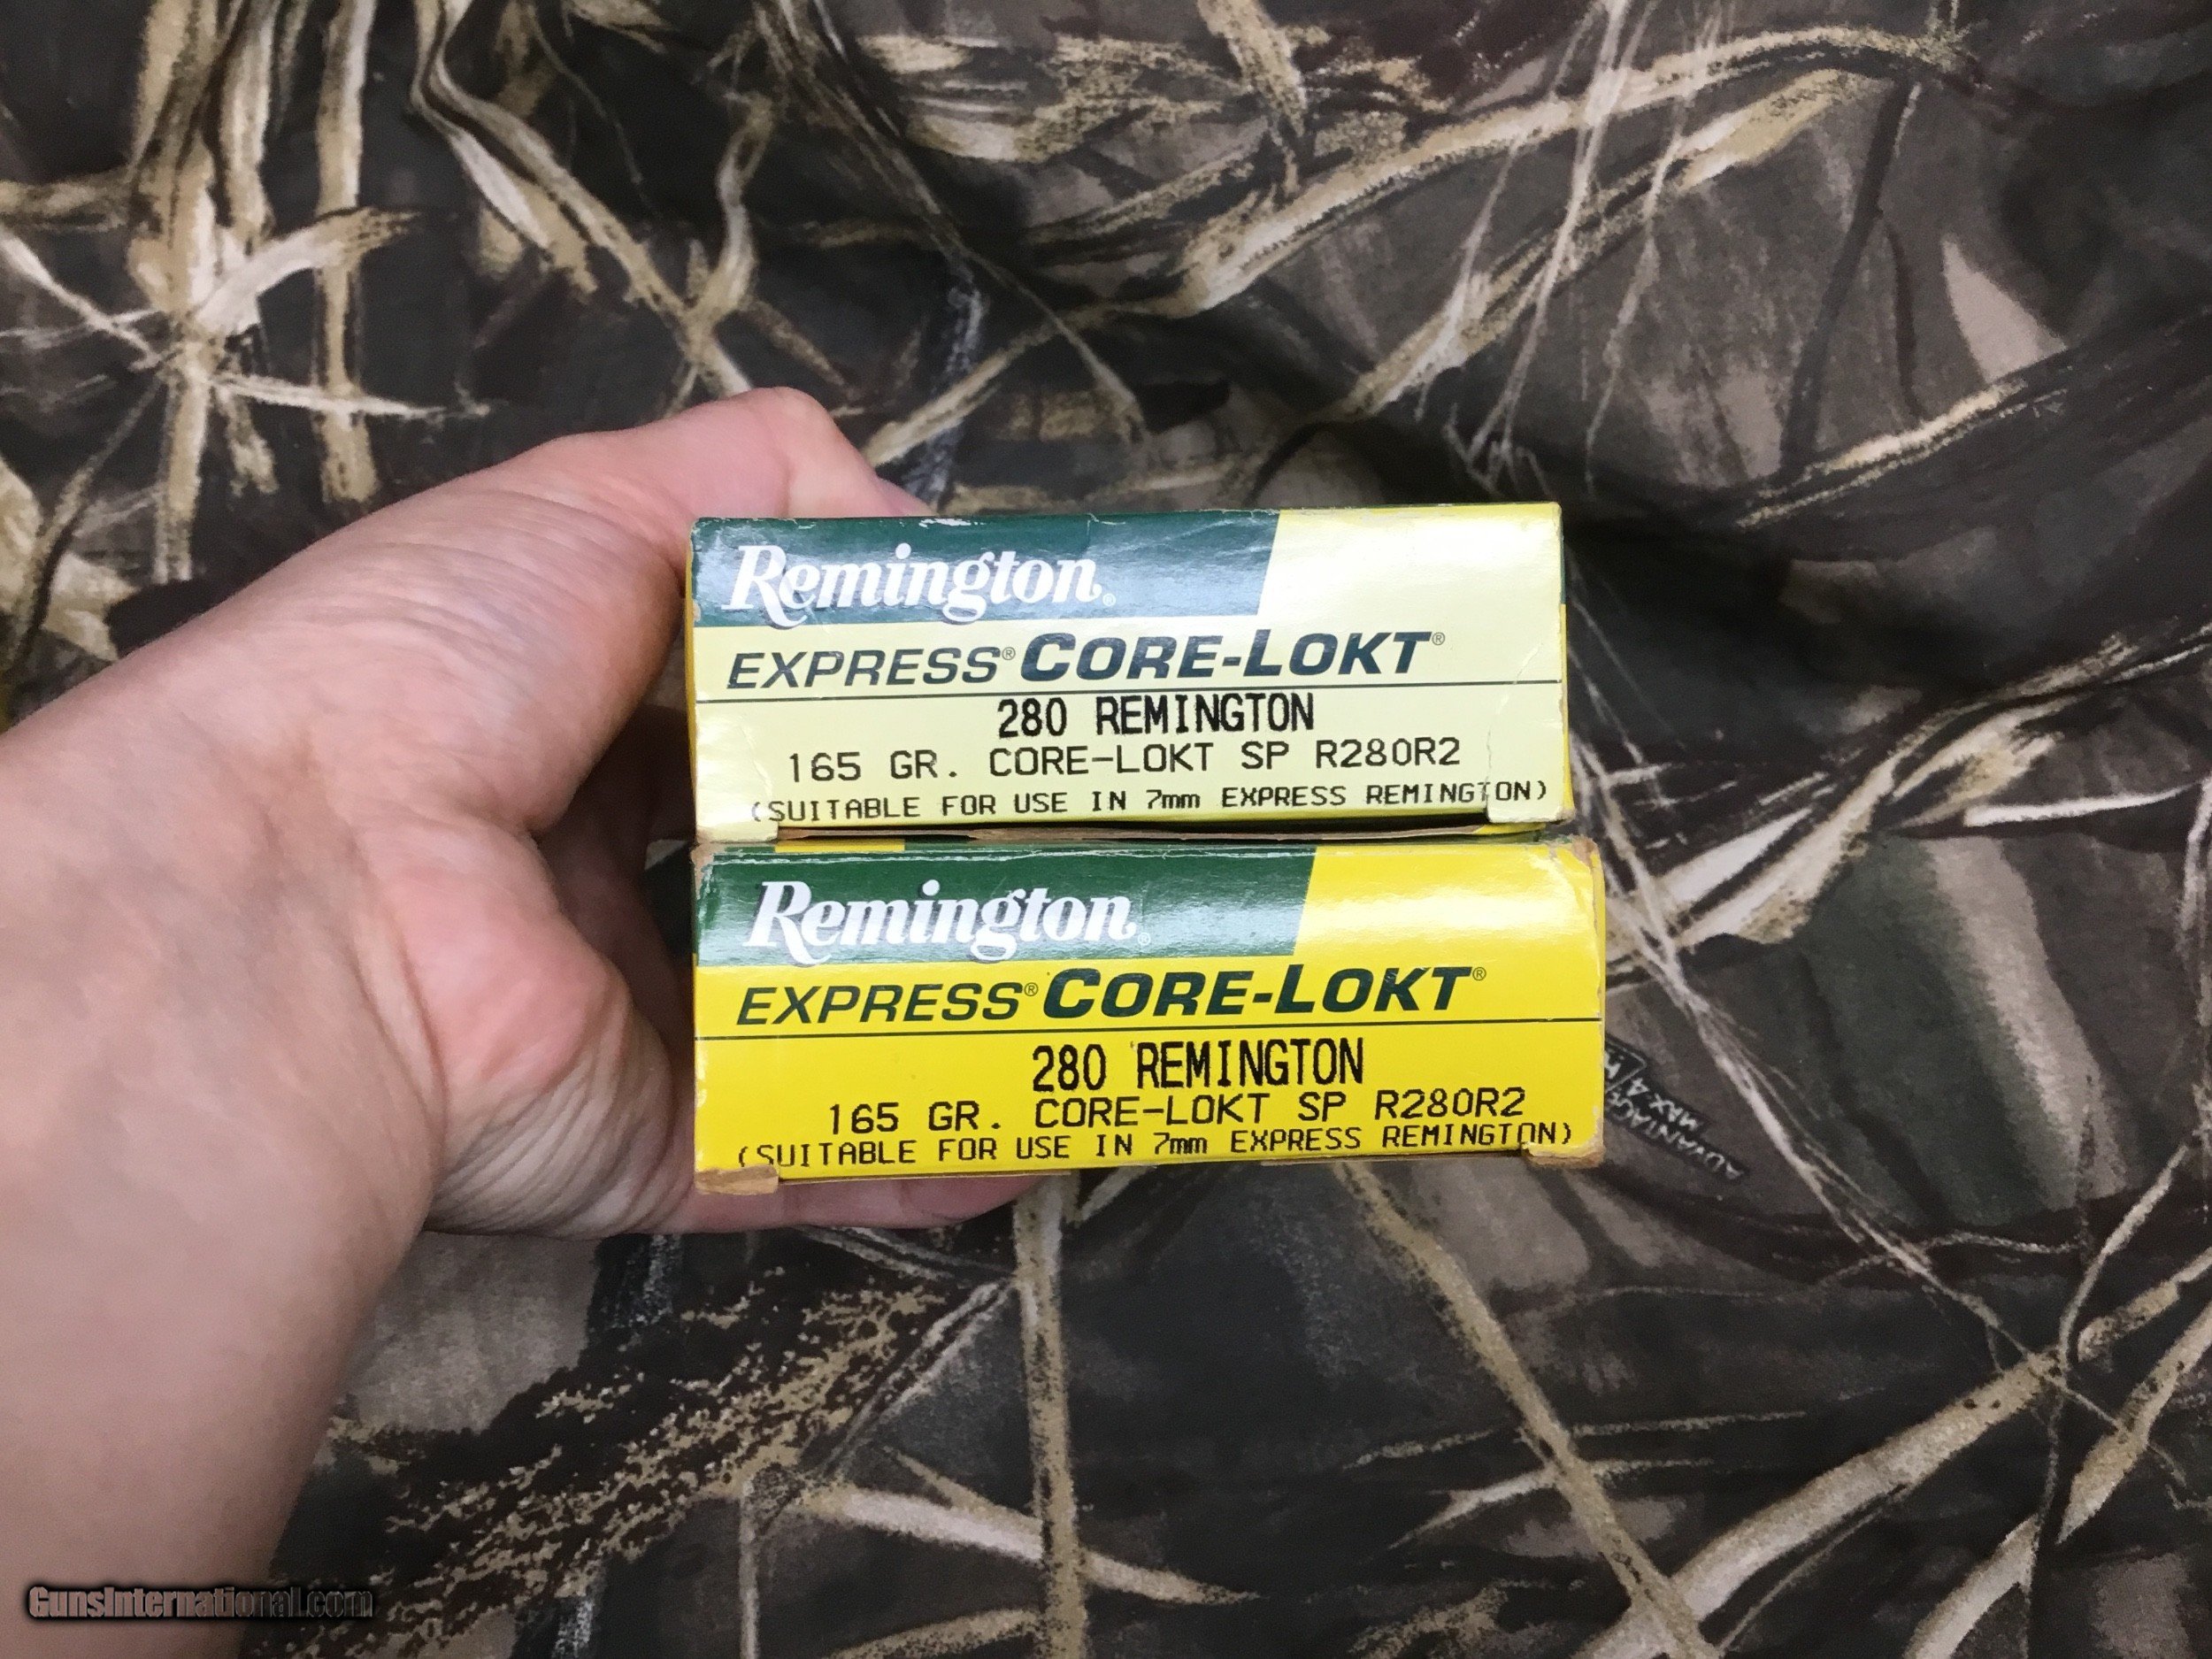 Remington®
EXPRESS® CORE-LOKT®
280 REMINGTON
165 GR. CORE-LOKT SP R280R2
(SUITABLE FOR USE IN 7mm EXPRESS REMINGTON)
Remington®
EXPRESS® CORE-LOKT®
280 REMINGTON
165 GR. CORE-LOKT SP R280R2
(SUITABLE FOR USE IN 7mm EXPRESS REMINGTON)
MAX-4
GunsInternational.com